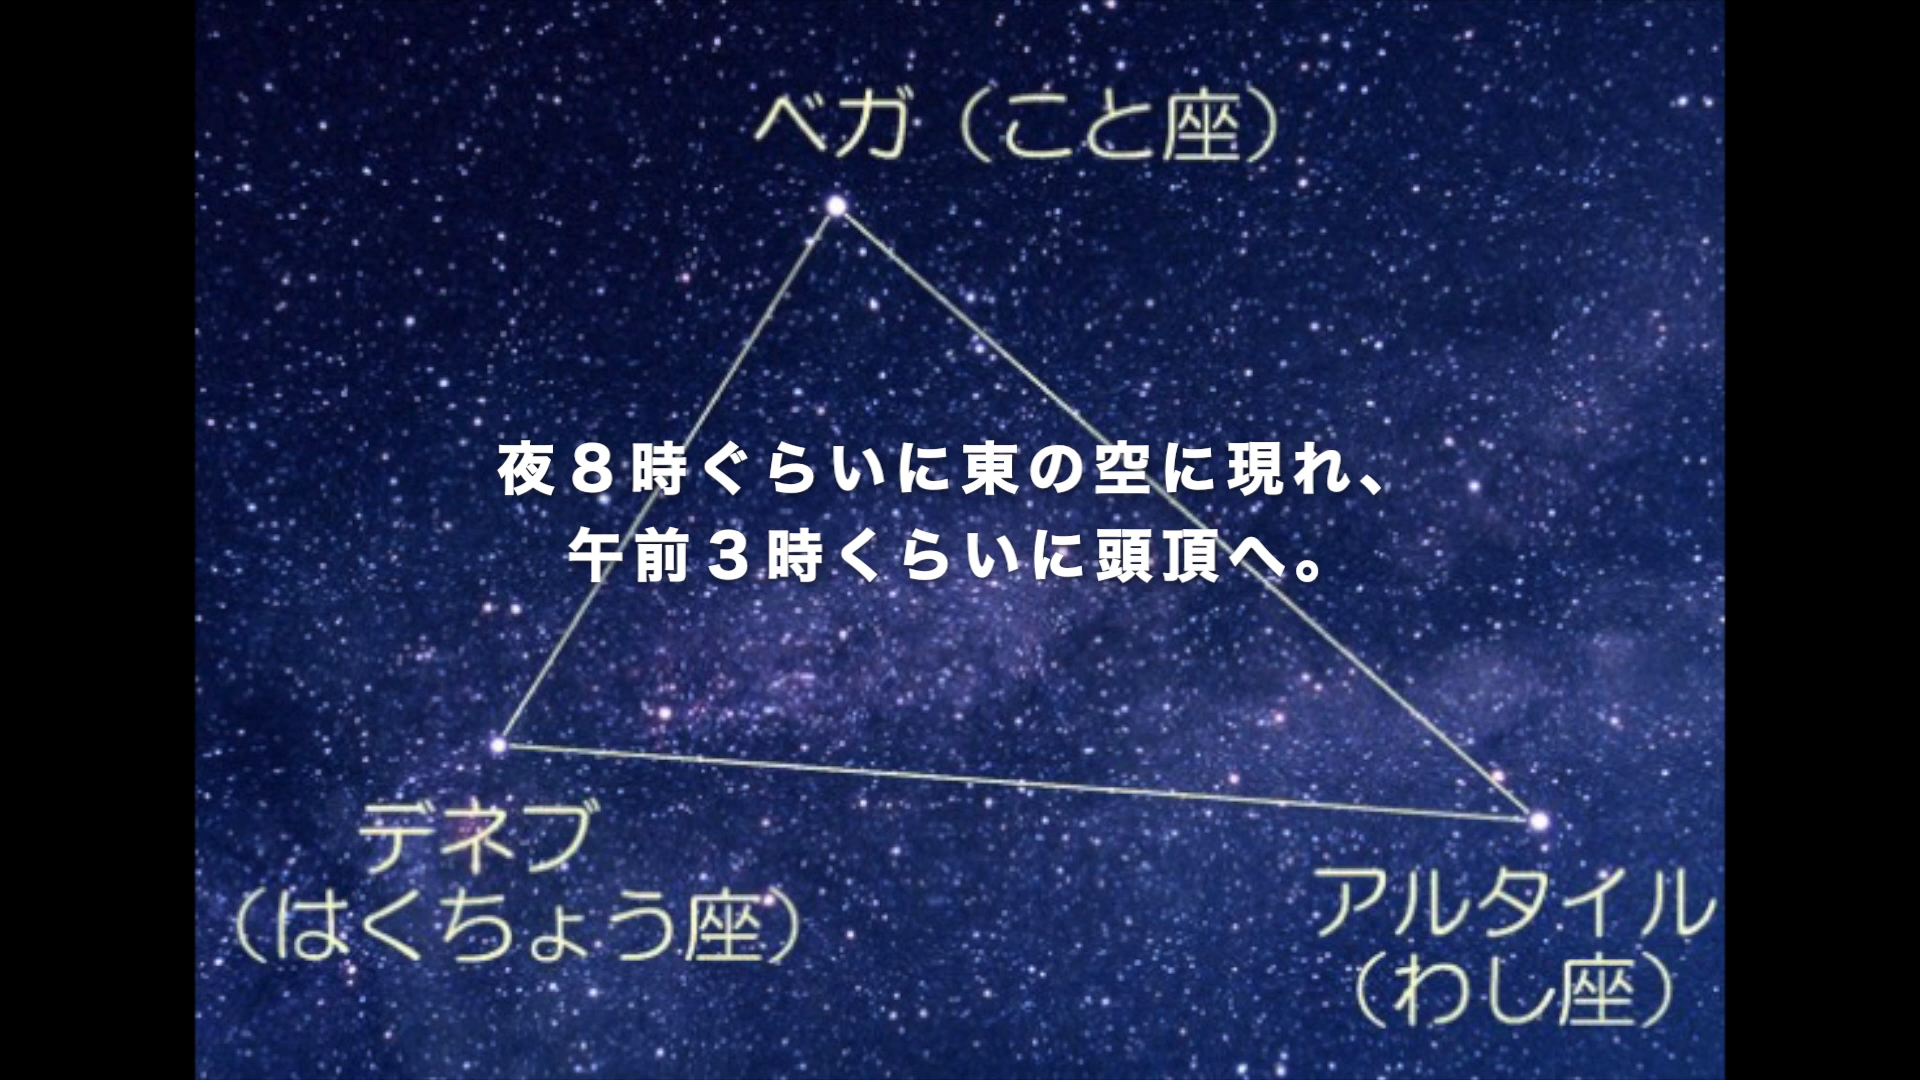 ベガ（こと座）
夜８時ぐらいに東の空に現れ、
午前３時くらいに頭頂へ。
デネブ
（はくちょう座）
アルタイル
（わし座）